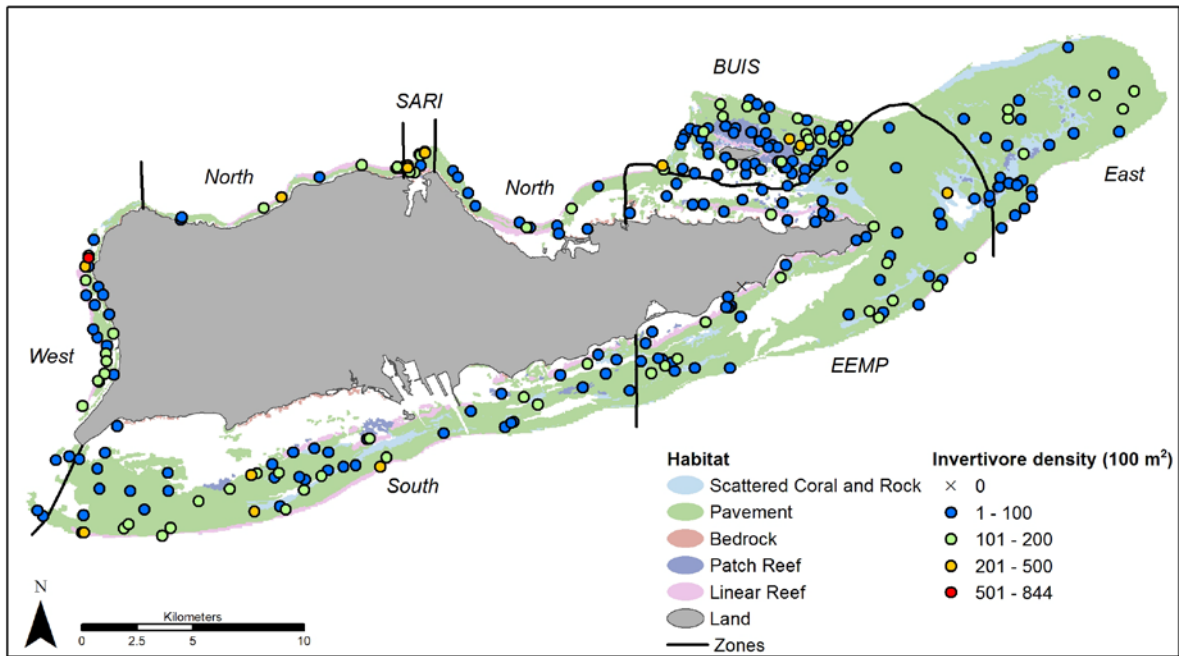 BUIS
SARI
North
North
East
West
EEMP
South
Habitat
Scattered Coral and Rock
Pavement
Bedrock
Patch Reef
Linear Reef
Land
Zones
Invertivore density (100 m²)
0
1 - 100
101 - 200
201 - 500
501 - 844
N
Kilometers
0 2.5 5 10